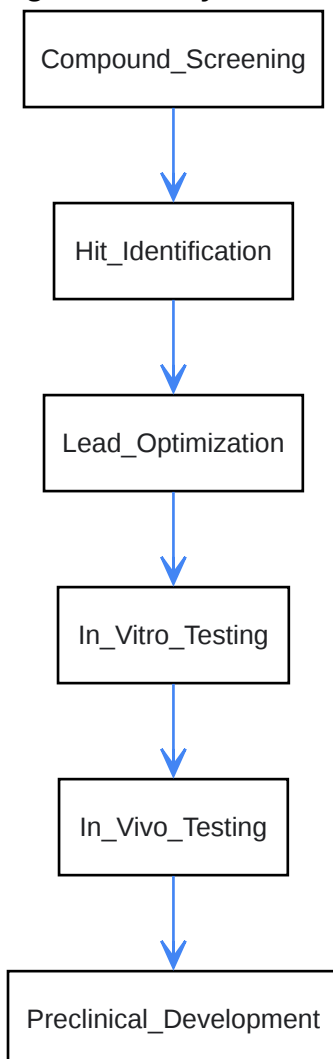 Compound_Screening
Hit_Identification
Lead_Optimization
In_Vitro_Testing
In_Vivo_Testing
Preclinical_Development